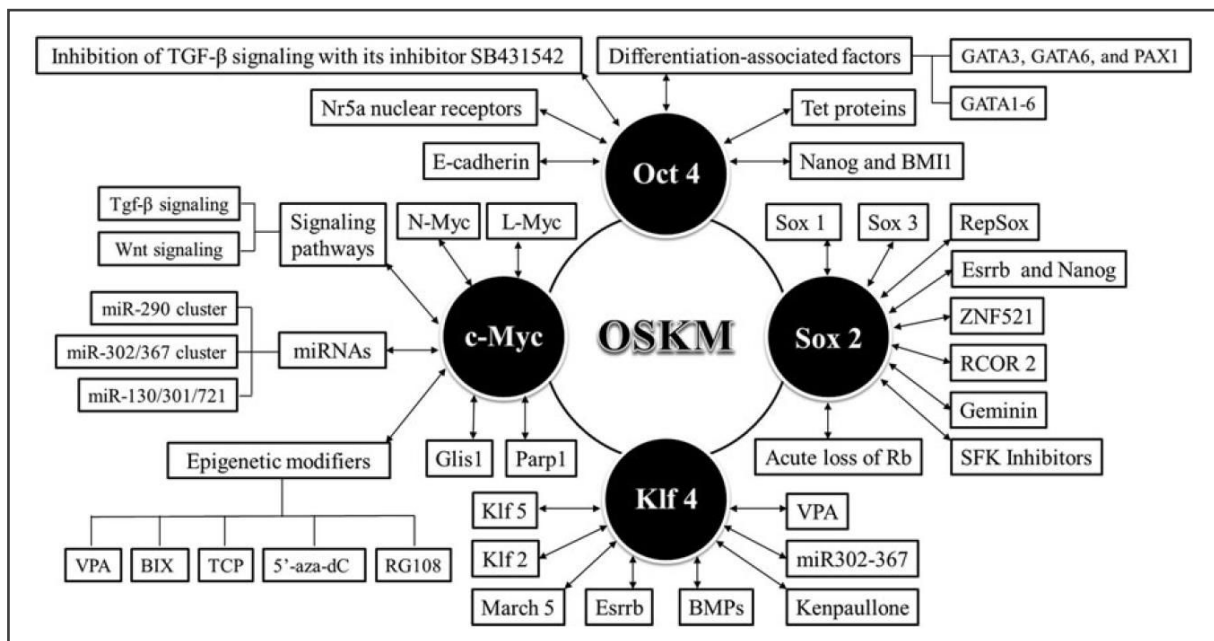 Inhibition of TGF-β signaling with its inhibitor SB431542
Differentiation-associated factors
GATA3, GATA6, and PAX1
GATA1-6
Nr5a nuclear receptors
Tet proteins
E-cadherin
Oct 4
Nanog and BMI1
Tgf-β signaling
Wnt signaling
Signaling
pathways
N-Myc
L-Myc
Sox 1
Sox 3
RepSox
Esrrb and Nanog
ZNF521
RCOR 2
Geminin
SFK Inhibitors
Acute loss of Rb
miR-290 cluster
miR-302/367 cluster
miR-130/301/721
miRNAs
c-Myc
OSKM
Sox 2
Epigenetic modifiers
Glis1
Parp1
VPA
BIX
TCP
5’-aza-dC
RG108
Klf 4
Klf 5
Klf 2
March 5
Esrrb
BMPs
VPA
miR302-367
Kenpaullone